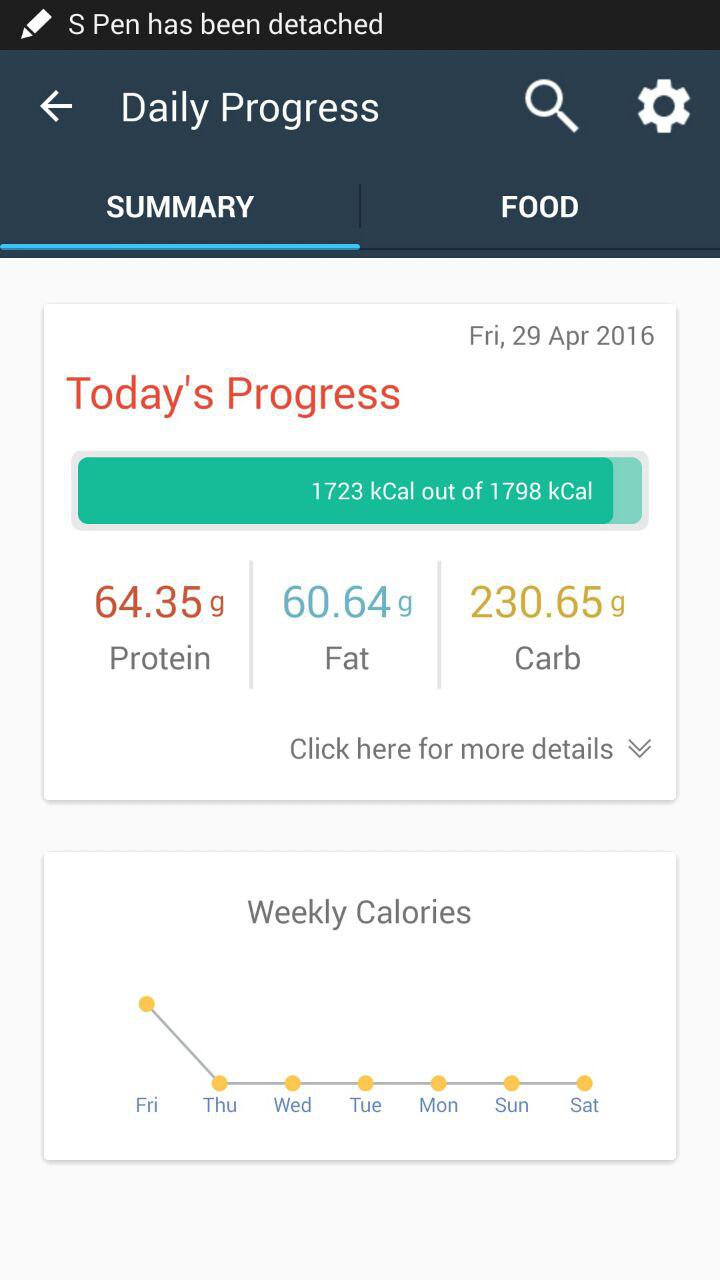 S Pen has been detached
Daily Progress
SUMMARY FOOD
Fri, 29 Apr 2016
Today's Progress
1723 kCal out of 1798 kCal
64.35 g 60.64 g 230.65 g
Protein Fat Carb
Click here for more details
Weekly Calories
Fri Thu Wed Tue Mon Sun Sat